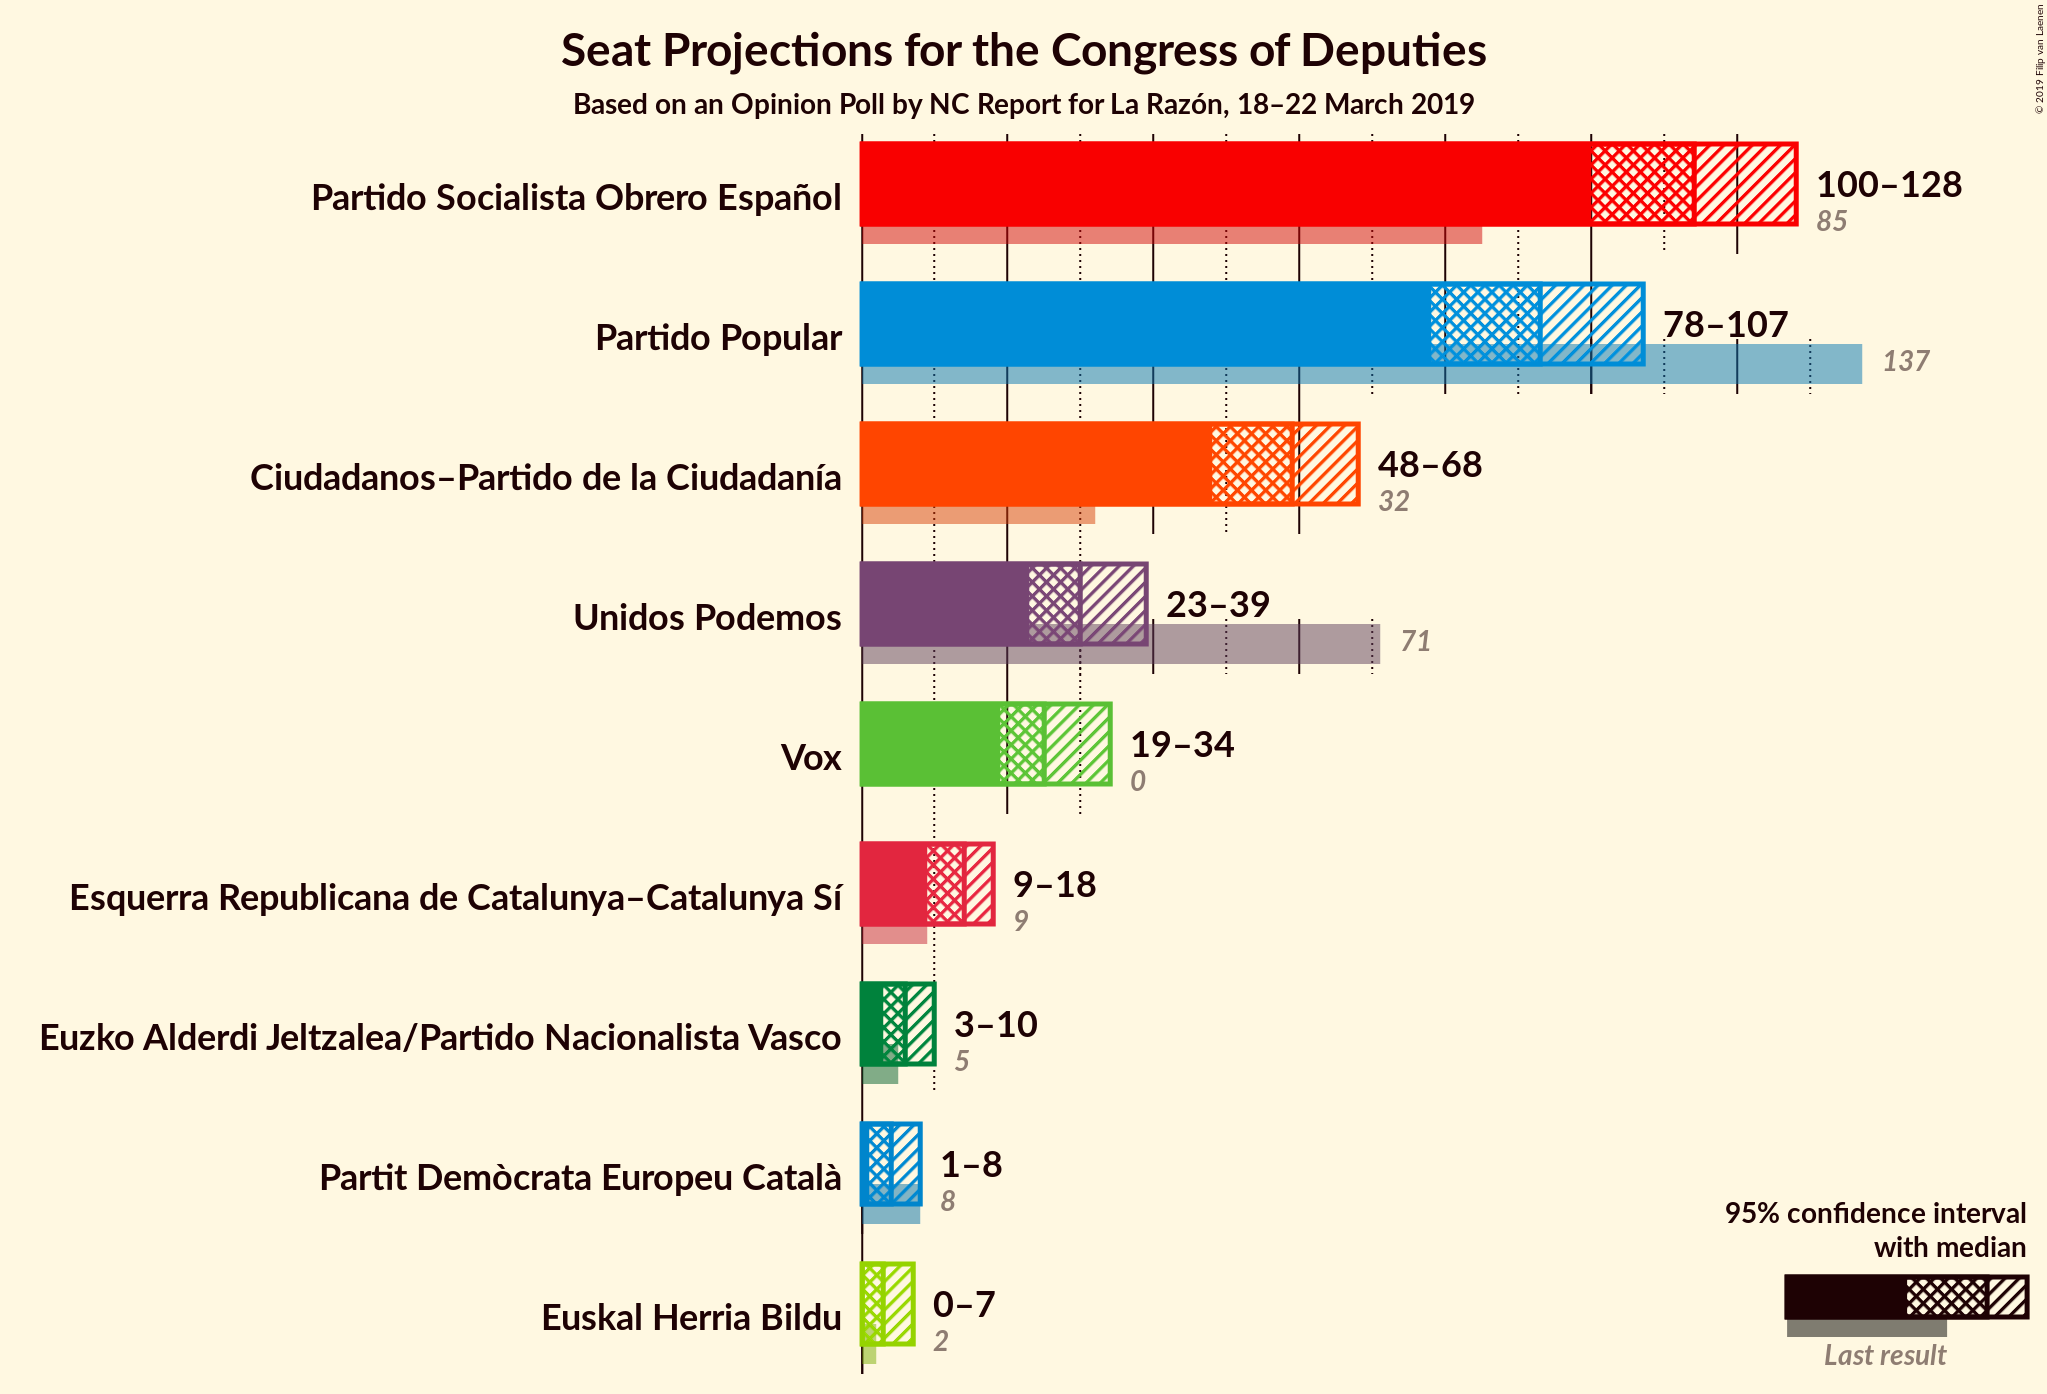 Seat Projections for the Congress of Deputies
Based on an Opinion Poll by NC Report for La Razón, 18–22 March 2019
© 2019 Filip van Laenen
Partido Socialista Obrero Español
100–128
85
Partido Popular
78–107
137
Ciudadanos–Partido de la Ciudadanía
48–68
32
Unidos Podemos
23–39
71
Vox
19–34
0
Esquerra Republicana de Catalunya–Catalunya Sí
9–18
9
Euzko Alderdi Jeltzalea/Partido Nacionalista Vasco
3–10
5
Partit Demòcrata Europeu Català
1–8
8
Euskal Herria Bildu
0–7
2
95% confidence interval
with median
Last result